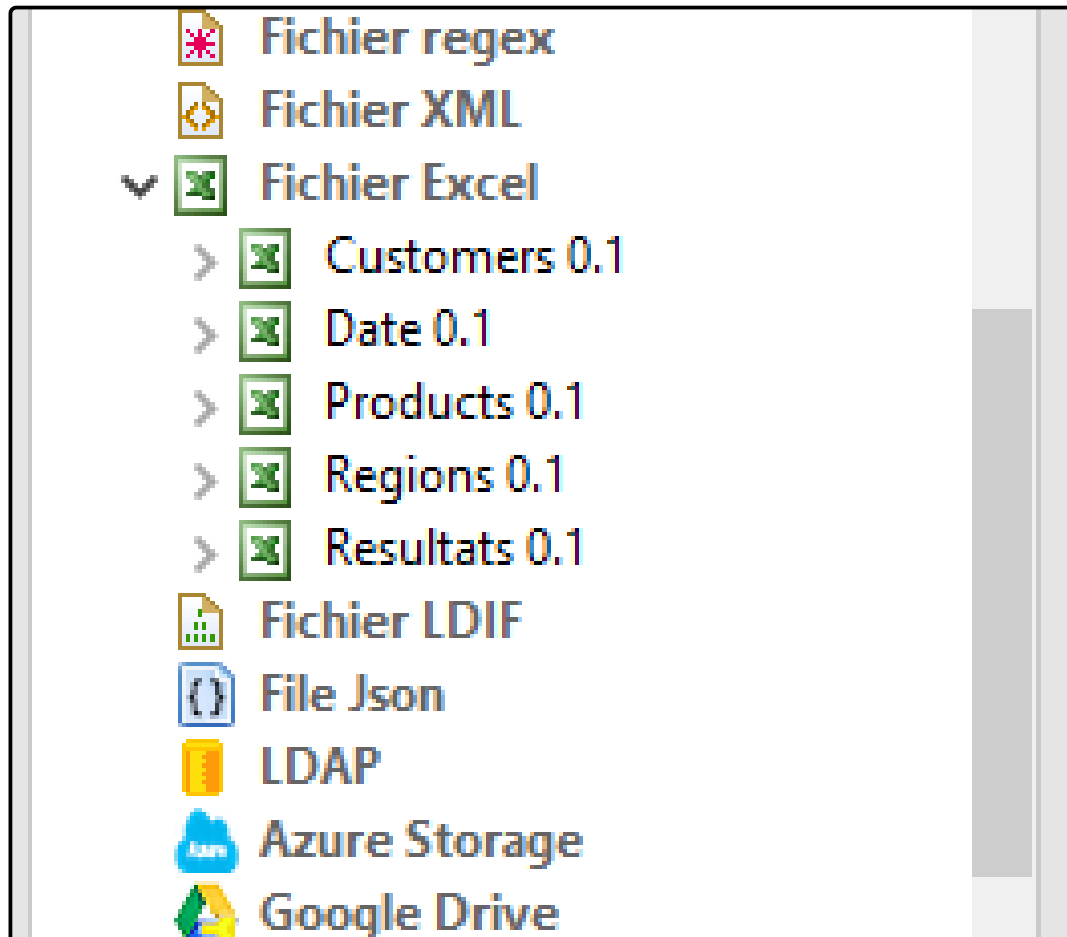 Fichier regex
Fichier XML
Fichier Excel
Customers 0.1
Date 0.1
Products 0.1
Regions 0.1
Resultats 0.1
Fichier LDIF
File Json
LDAP
Azure Storage
Google Drive